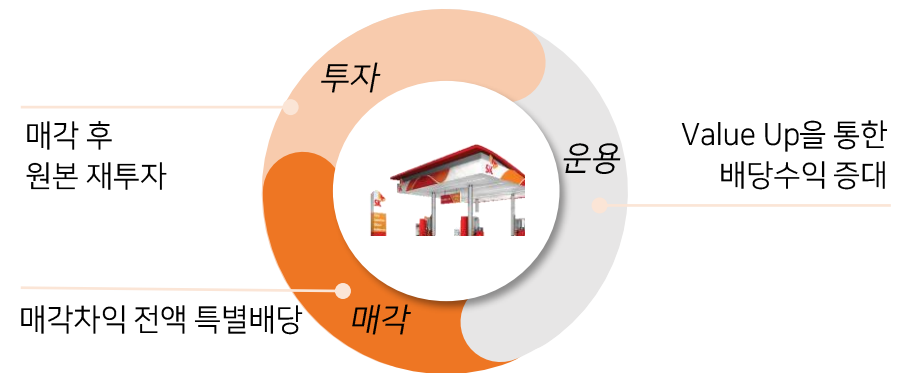 투자
매각 후
원본 재투자
운용
Value Up을 통한
배당수익 증대
매각차익 전액 특별배당
매각
SK